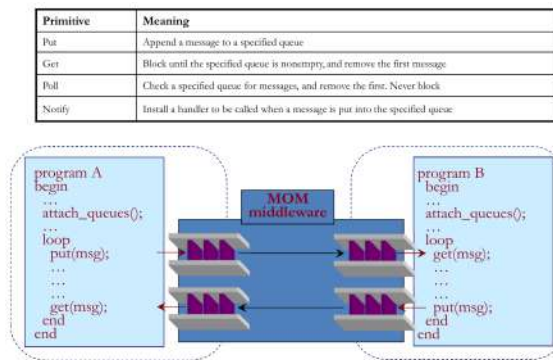 Primitive Meaning
Put Append a message to a specified queue
Get Block until the specified queue is nonempty, and remove the first message
Poll Check a specified queue for messages, and remove the first. Never block
Notify Install a handler to be called when a message is put into the specified queue
program A
begin
...
attach_queues();
...
loop
put(msg);
...
...
...
get(msg);
end
end
MOM
middleware
program B
begin
...
attach_queues();
...
loop
get(msg);
...
...
...
put(msg);
end
end